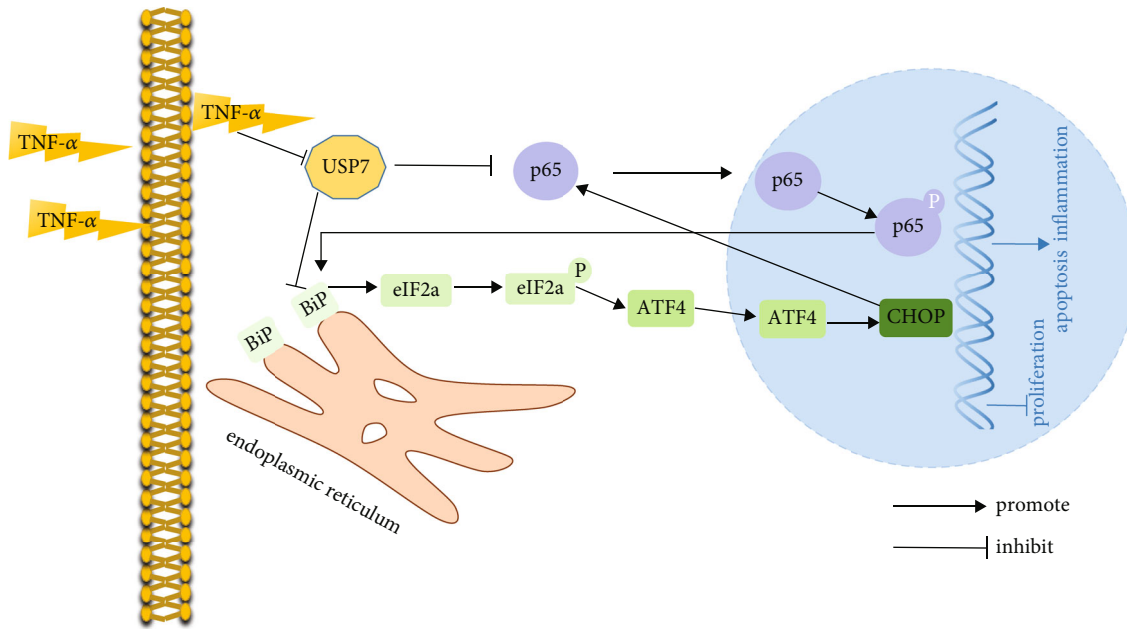 TNF-α
TNF-α
TNF-α
USP7
p65
p65
P
p65
BiP
BiP
eIF2a
eIF2a
P
ATF4
ATF4
CHOP
endoplasmic reticulum
apoptosis inflammation
proliferation
promote
inhibit